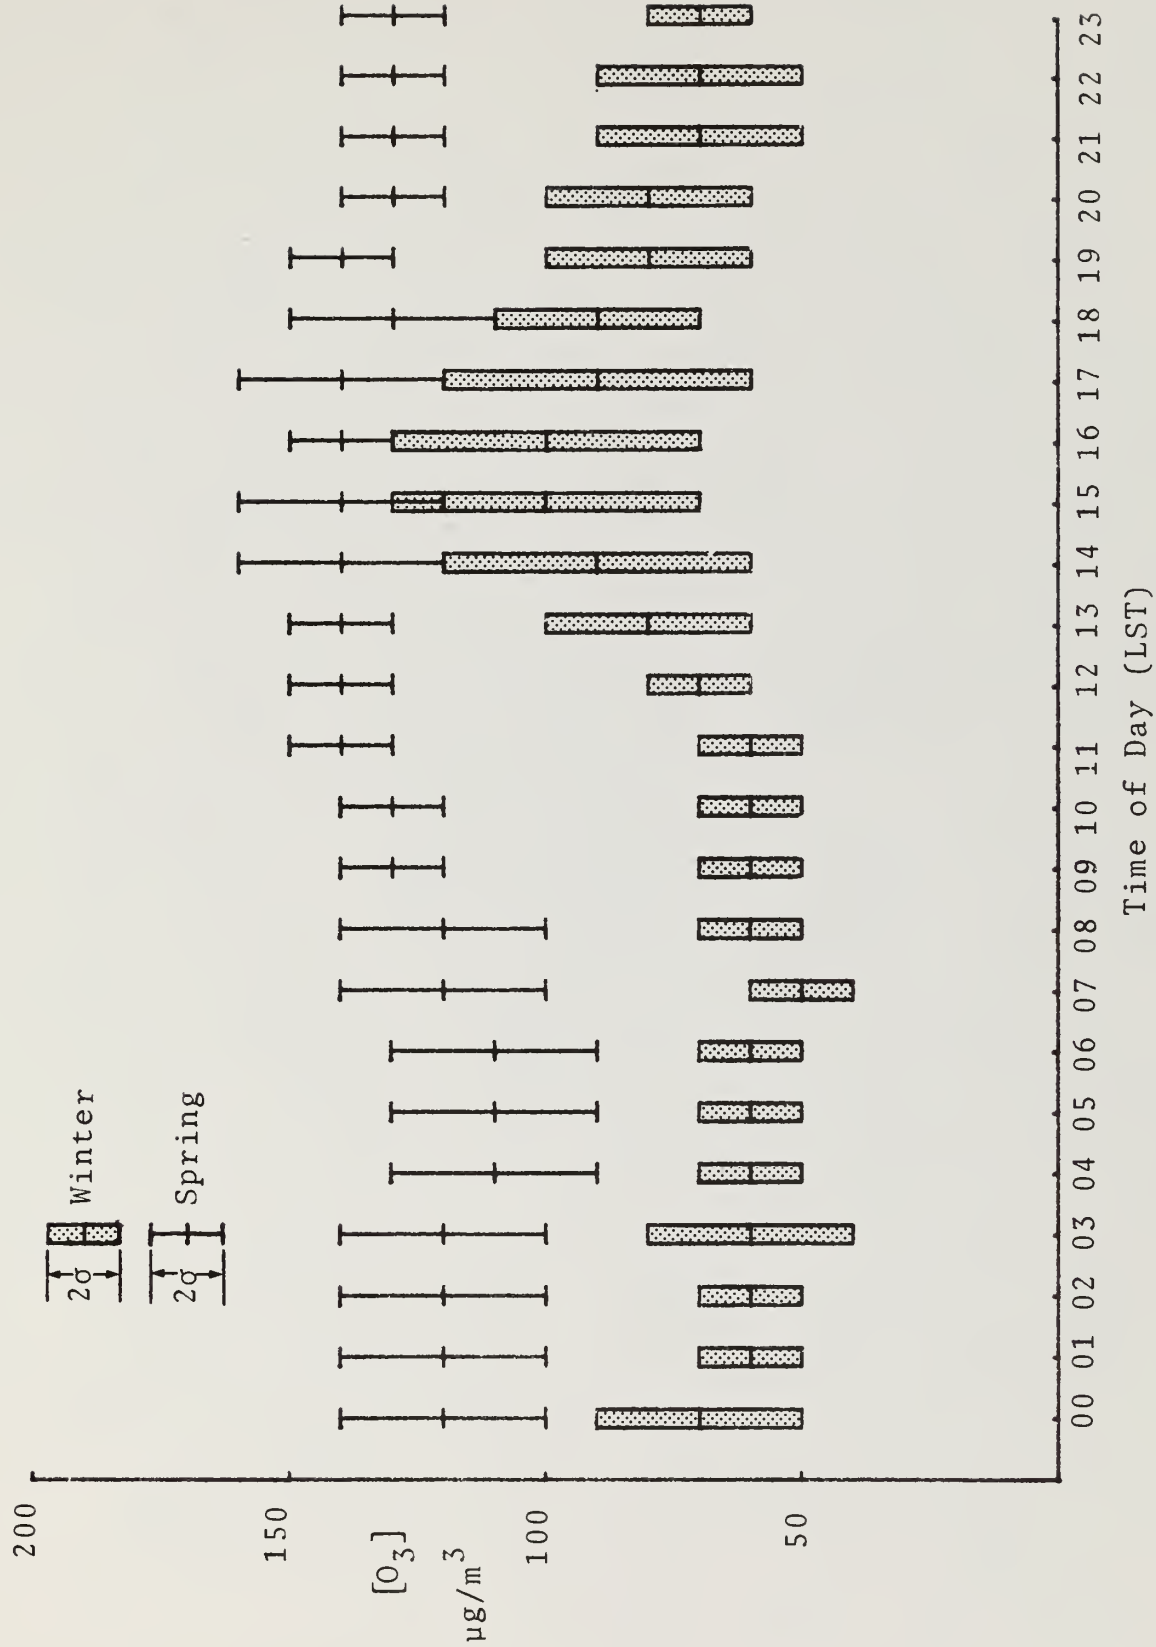 200
150
[O₃]
μg/m³
100
50
2σ
Winter
2σ
Spring
00 01 02 03 04 05 06 07 08 09 10 11 12 13 14 15 16 17 18 19 20 21 22 23
Time of Day (LST)